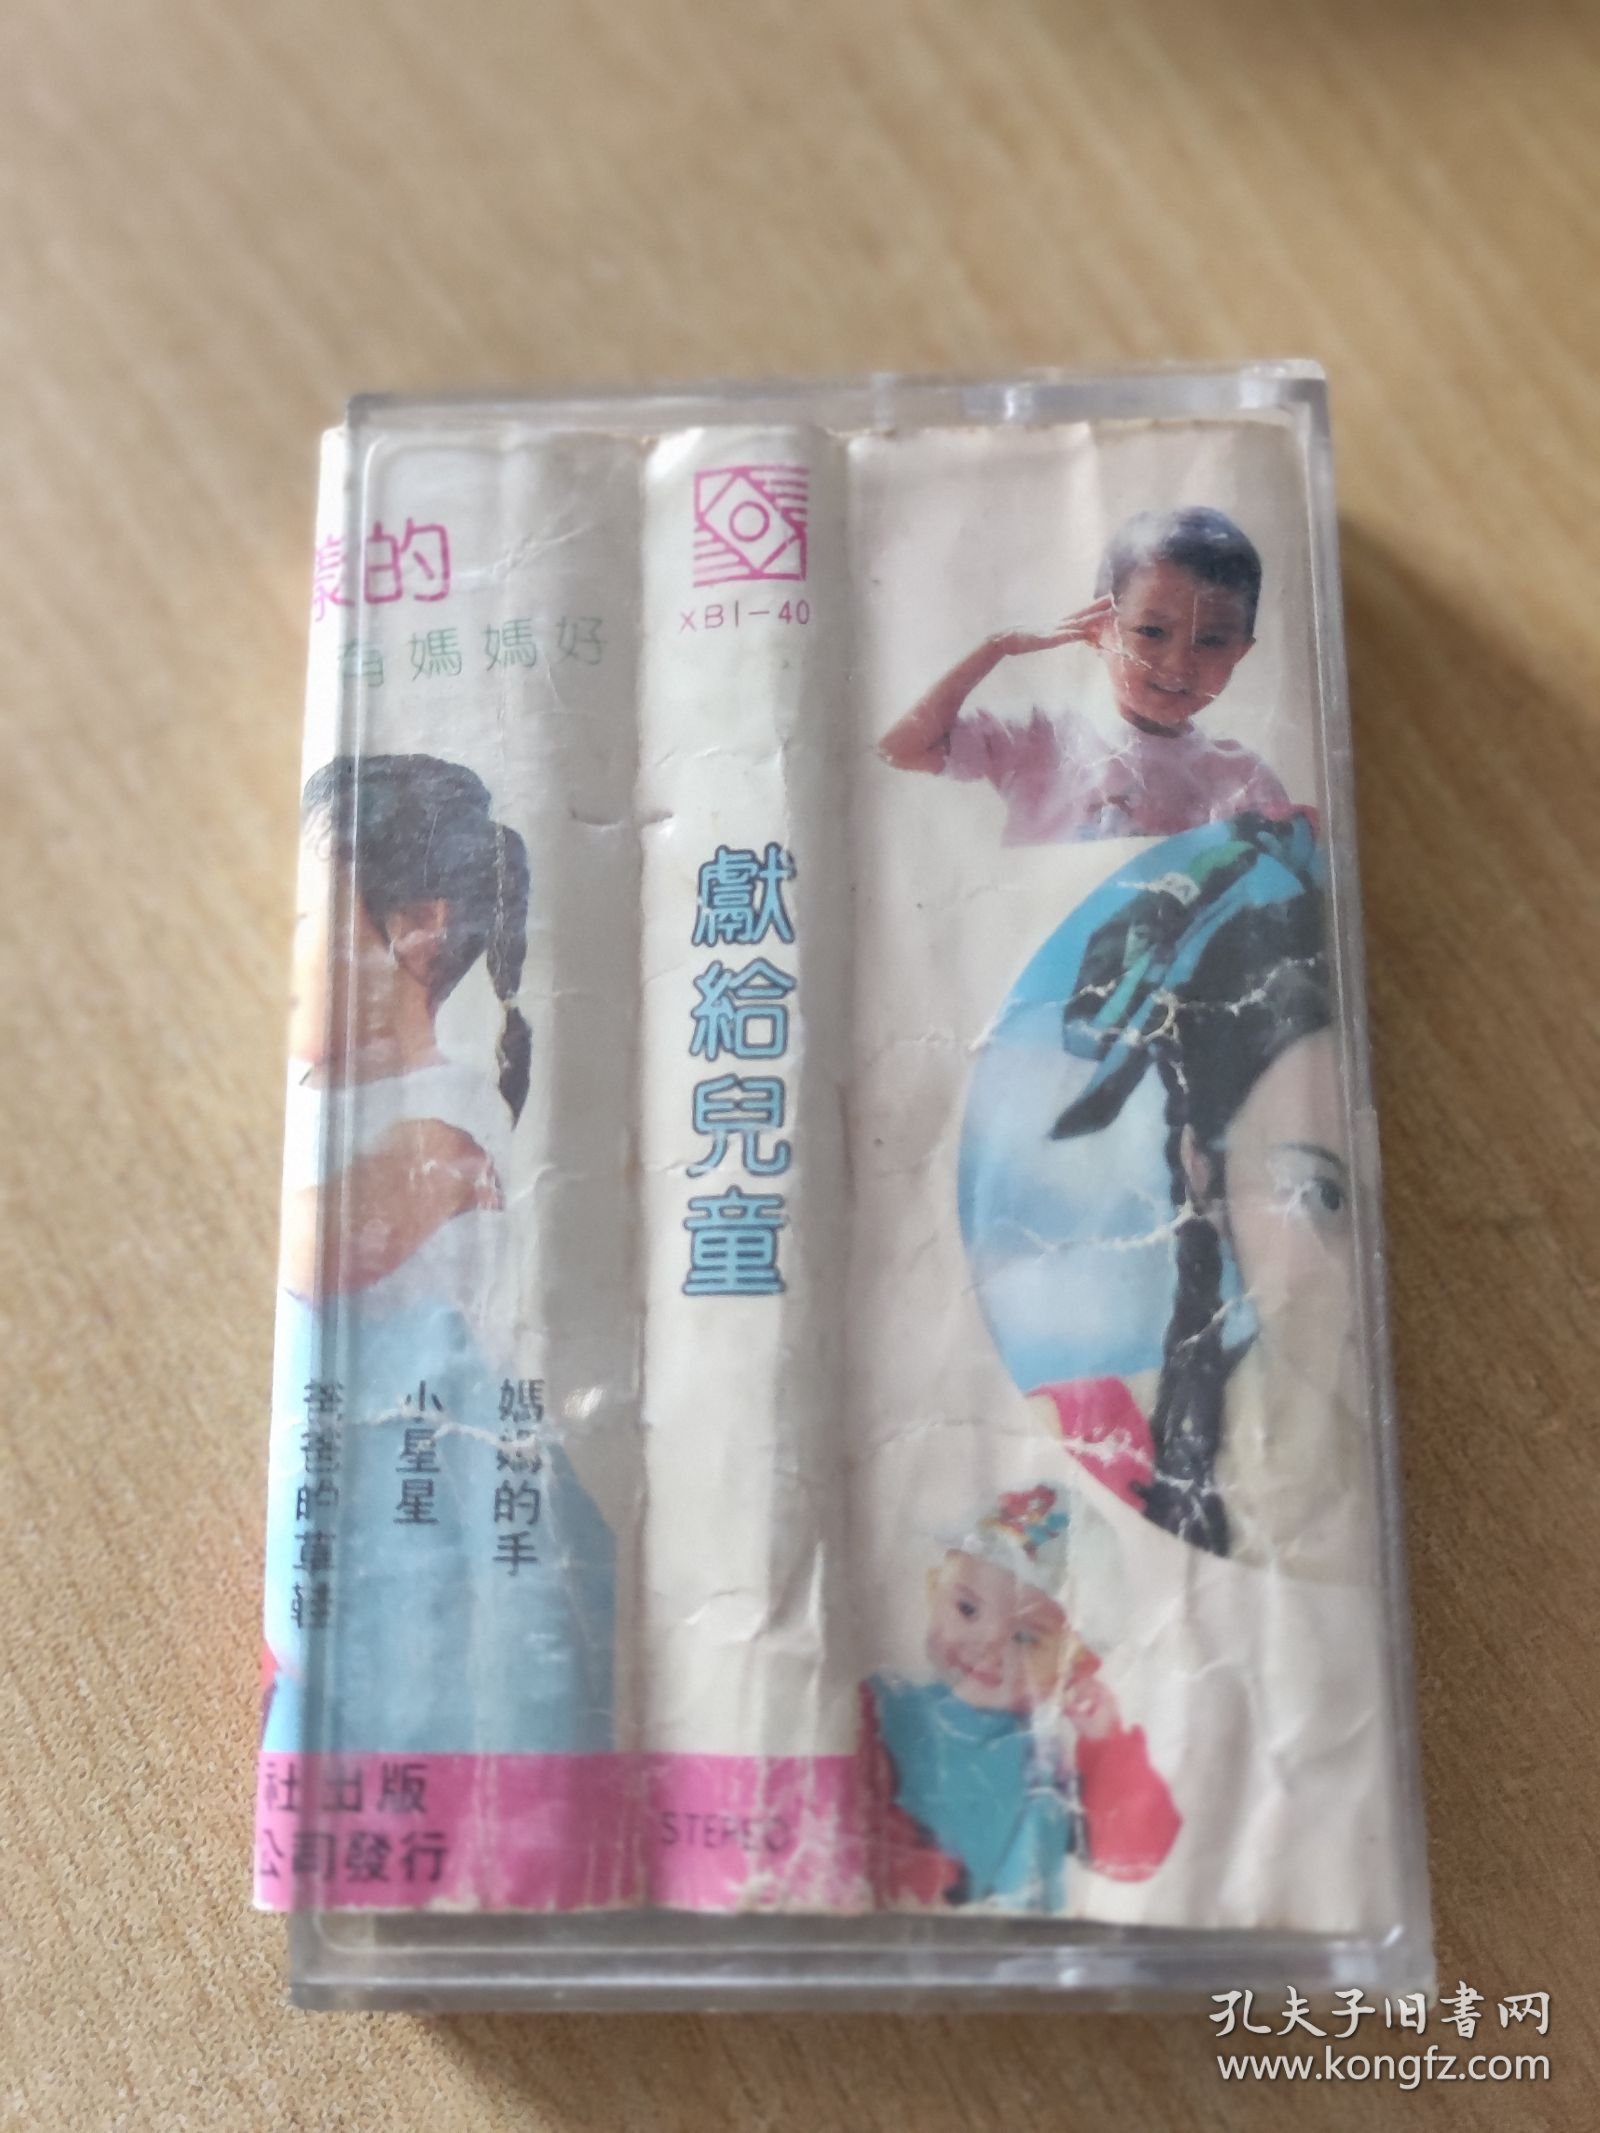 樣的
有媽媽好
XBI-40
獻給兒童
媽媽的手
小星星
爸爸的草鞋
社出版
公司發行
STEREO
孔夫子旧書网
www.kongfz.com